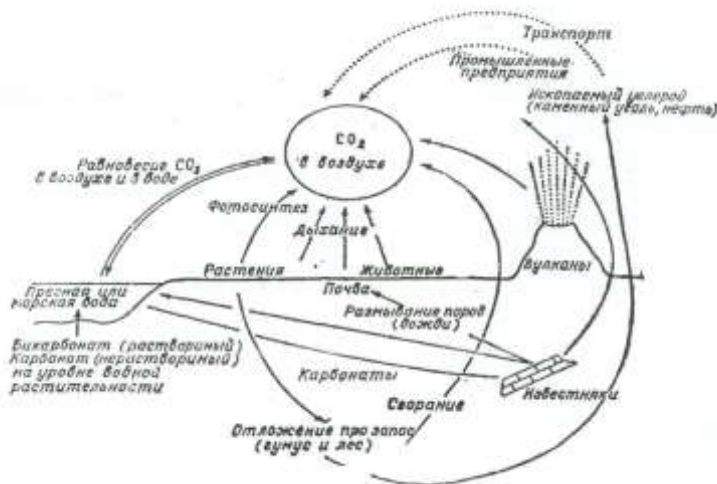 Транспорт
Промышленные
предприятия
Ископаемый углерод
(каменный уголь, нефть)
CO₂
в воздухе
Равновесие CO₂
в воздухе и в воде
Фотосинтез
Дыхание
Растения
Животные
Вулканы
Почва
Пресная или
морская вода
Размывание пород
(дожди)
Бикарбонат (растворимый)
Карбонат (нерастворимый)
на уровне водной
растительности
Карбонаты
Сгорание
Известняки
Отложение про запас
(гумус и лес)